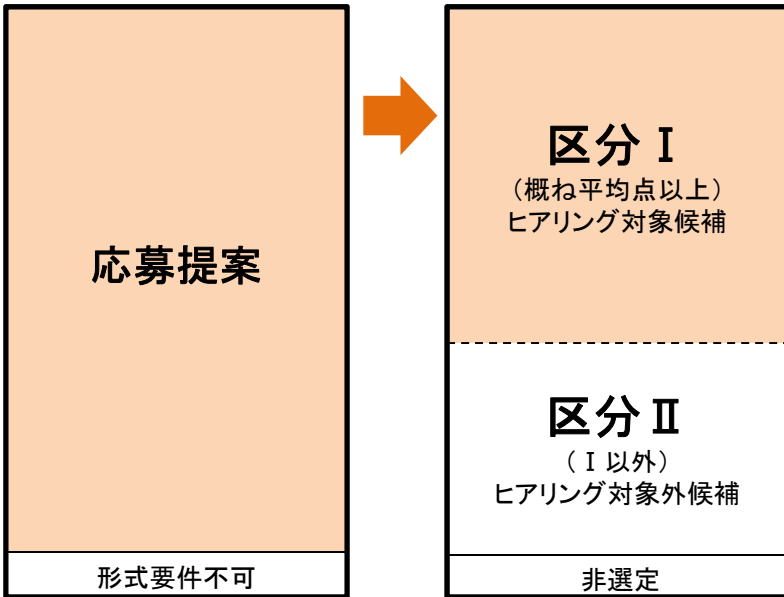 応募提案
形式要件不可
区分Ⅰ
（概ね平均点以上）
ヒアリング対象候補
区分Ⅱ
（Ⅰ以外）
ヒアリング対象外候補
非選定